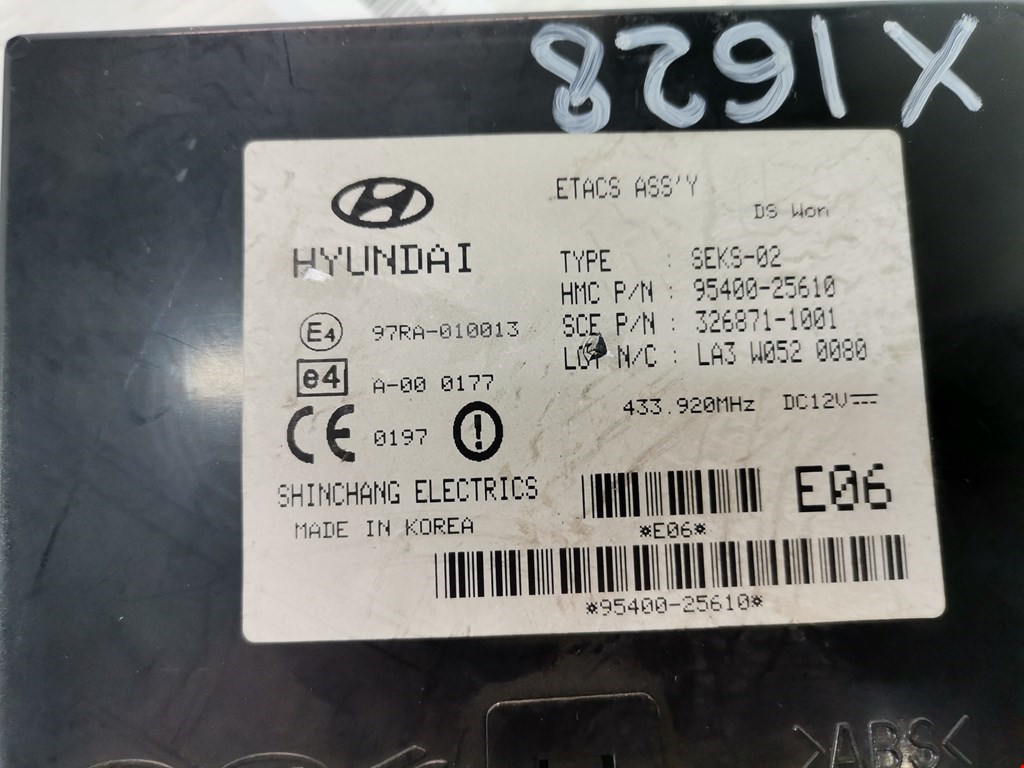 X1628
HYUNDAI
ETACS ASS'Y
DS Won
TYPE : SEKS-02
HMC P/N : 95400-25610
SCE P/N : 326871-1001
LOT N/C : LA3 W052 0080
E4 97RA-010013
e4 A-00 0177
CE 0197
433.920MHz DC12V
SHINCHANG ELECTRICS
MADE IN KOREA
E06
*E06*
*95400-25610*
>ABS<